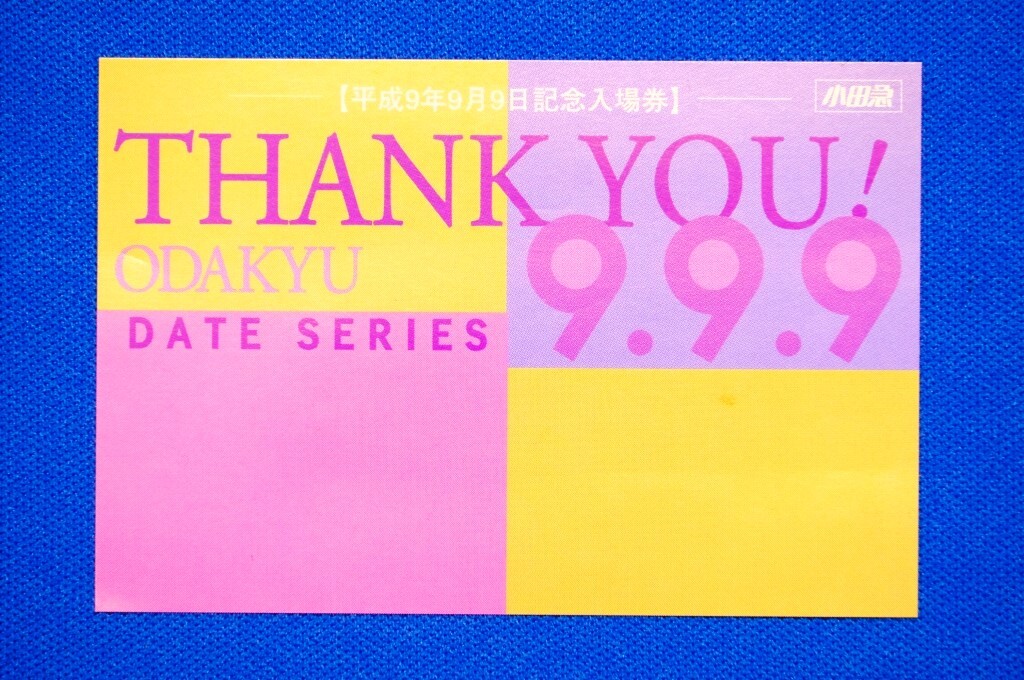 【平成9年9月9日記念入場券】
小田急
THANK YOU!
ODAKYU
9.9.9
DATE SERIES